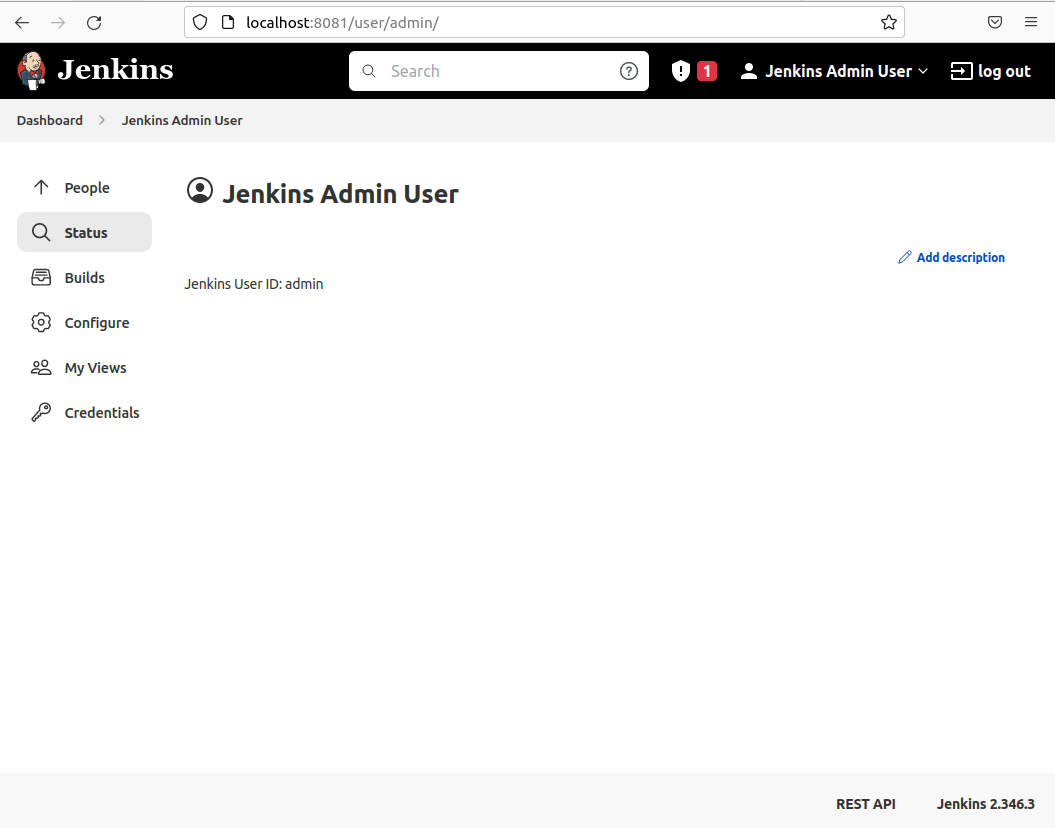 localhost:8081/user/admin/
Jenkins
Search
1
Jenkins Admin User
log out
Dashboard
Jenkins Admin User
People
Jenkins Admin User
Status
Add description
Builds
Jenkins User ID: admin
Configure
My Views
Credentials
REST API
Jenkins 2.346.3